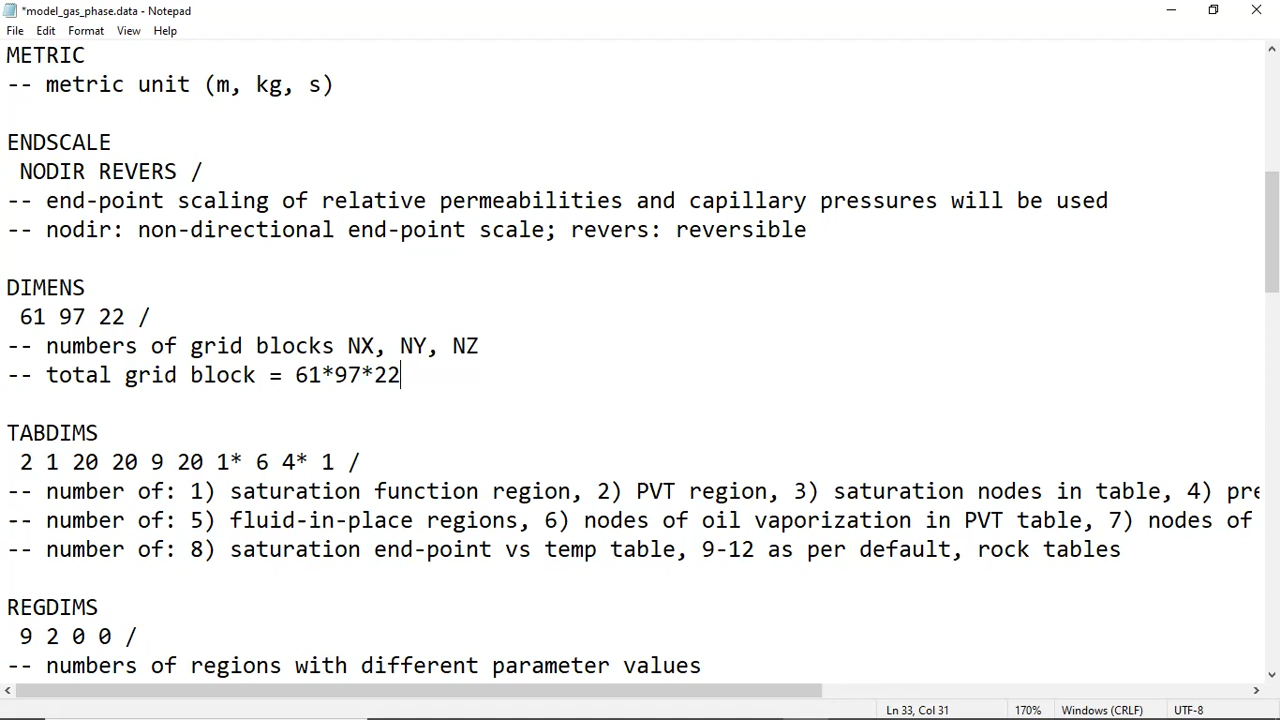 *model_gas_phase.data - Notepad
File Edit Format View Help
METRIC
-- metric unit (m, kg, s)
ENDSCALE
NODIR REVERS /
-- end-point scaling of relative permeabilities and capillary pressures will be used
-- nodir: non-directional end-point scale; revers: reversible
DIMENS
61 97 22 /
-- numbers of grid blocks NX, NY, NZ
-- total grid block = 61*97*22
TABDIMS
2 1 20 20 9 20 1* 6 4* 1 /
-- number of: 1) saturation function region, 2) PVT region, 3) saturation nodes in table, 4) pre
-- number of: 5) fluid-in-place regions, 6) nodes of oil vaporization in PVT table, 7) nodes of
-- number of: 8) saturation end-point vs temp table, 9-12 as per default, rock tables
REGDIMS
9 2 0 0 /
-- numbers of regions with different parameter values
Ln 33, Col 31 170% Windows (CRLF) UTF-8